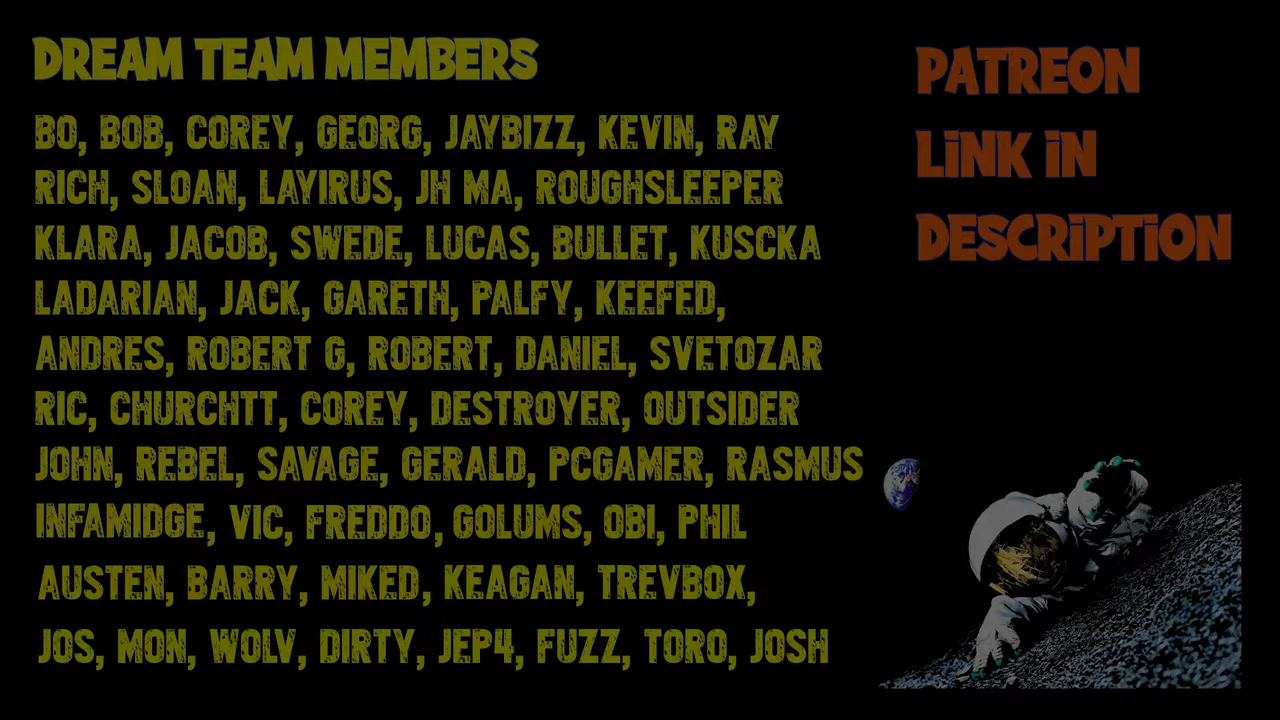 DREAM TEAM MEMBERS
BO, BOB, COREY, GEORG, JAYBIZZ, KEVIN, RAY
RICH, SLOAN, LAYIRUS, JH MA, ROUGHSLEEPER
KLARA, JACOB, SWEDE, LUCAS, BULLET, KUSCKA
LADARIAN, JACK, GARETH, PALFY, KEEFED,
ANDRES, ROBERT G, ROBERT, DANIEL, SVETOZAR
RIC, CHURCHTT, COREY, DESTROYER, OUTSIDER
JOHN, REBEL, SAVAGE, GERALD, PCGAMER, RASMUS
INFAMIDGE, VIC, FREDDO, GOLUMS, OBI, PHIL
AUSTEN, BARRY, MIKED, KEAGAN, TREVBOX,
JOS, MON, WOLV, DIRTY, JEP4, FUZZ, TORO, JOSH
PATREON
LiNK iN
DESCRiPTiON